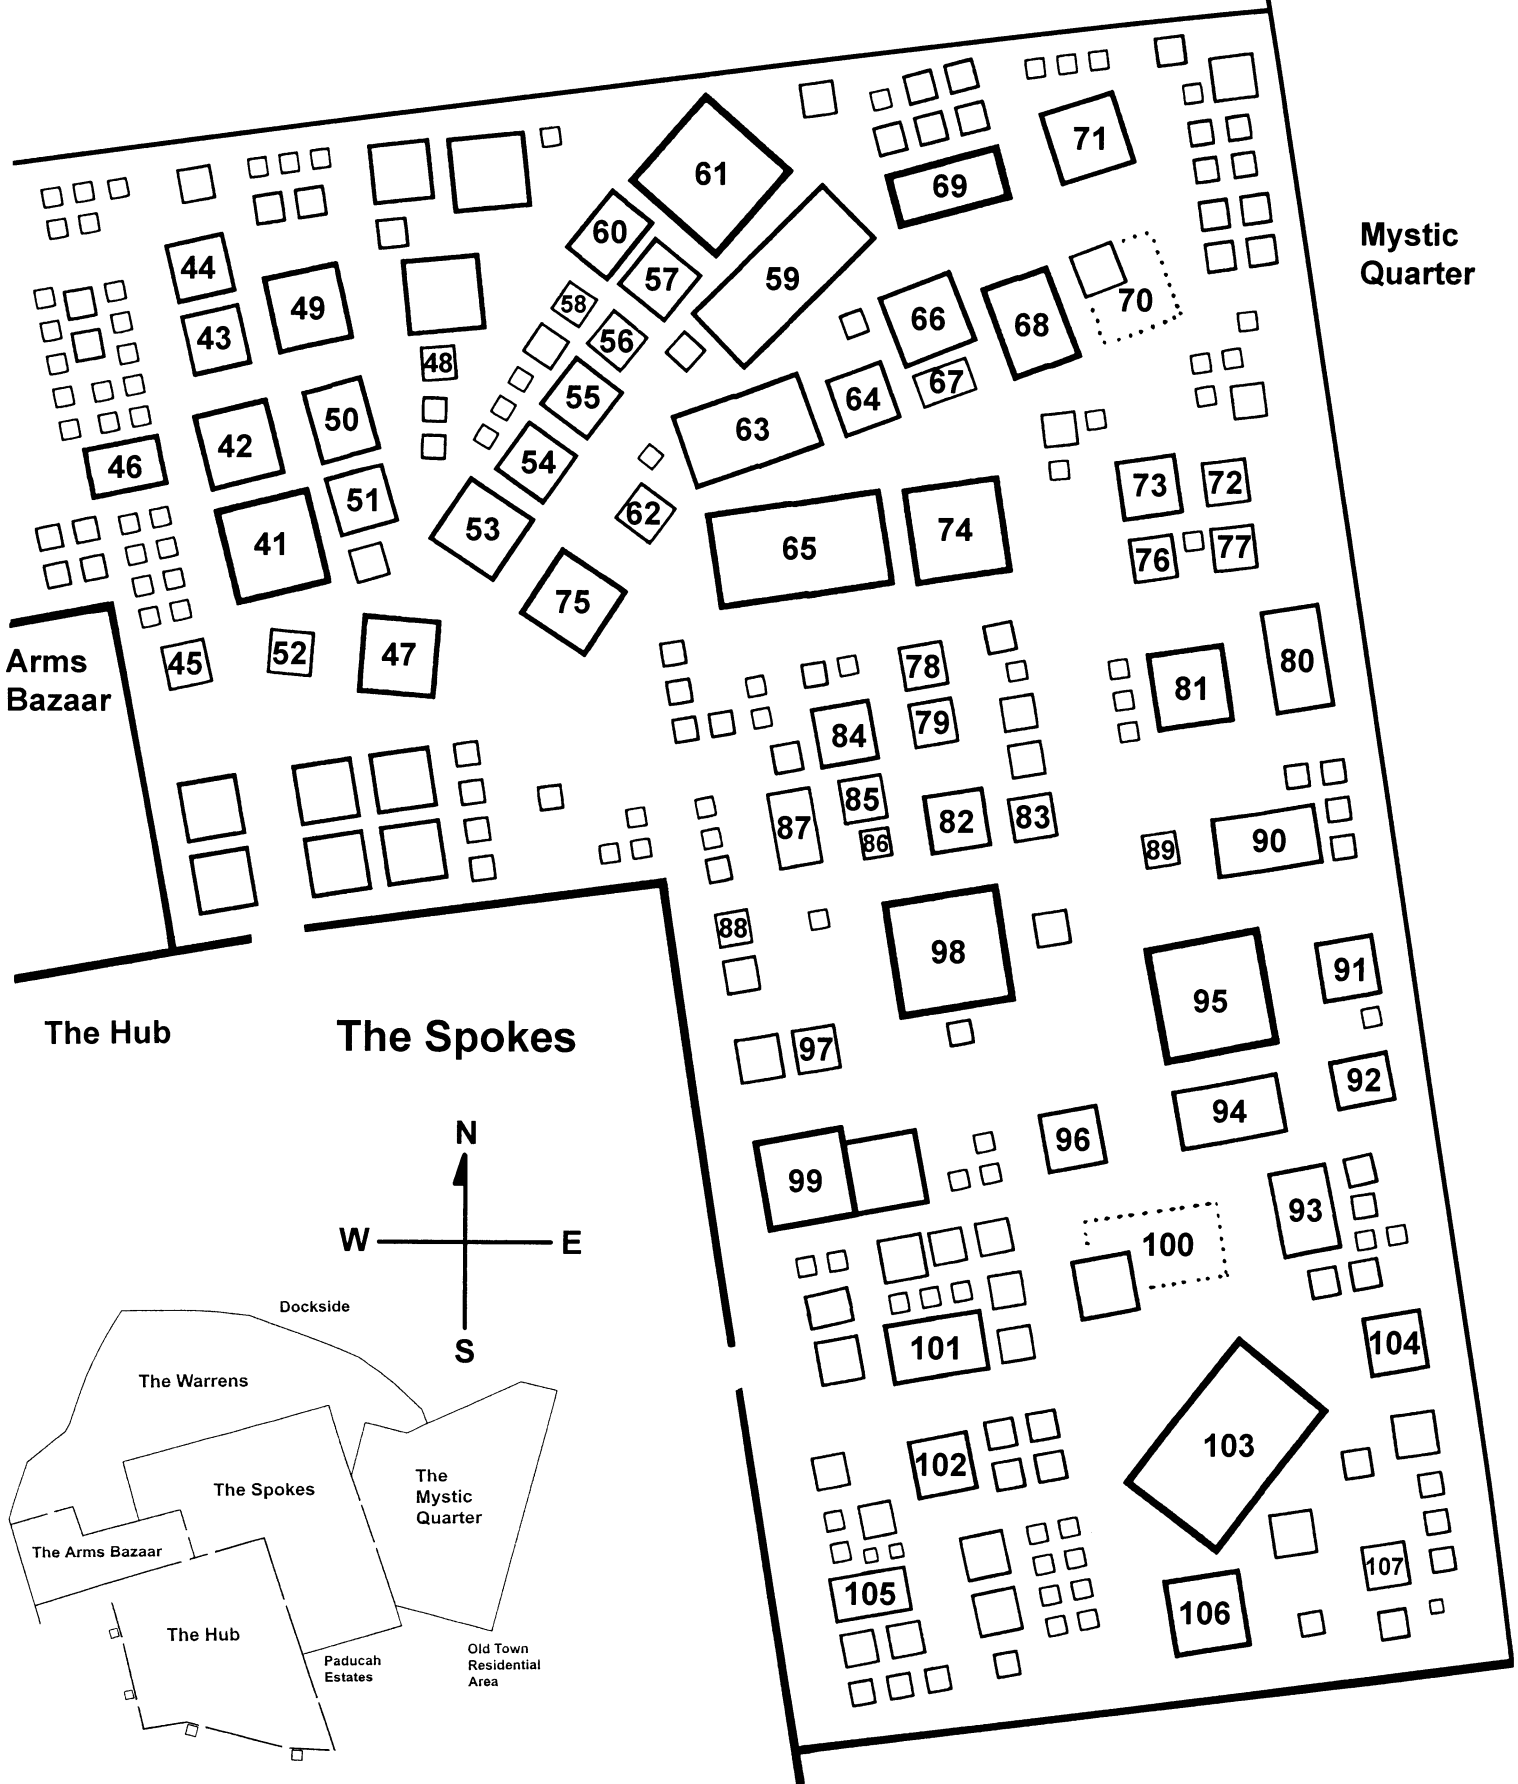 61
71
69
60
44
57
59
49
58
70
43
56
66
68
48
55
67
64
50
63
42
46
54
73
72
51
62
53
74
41
65
76
77
75
52
47
45
78
80
81
79
84
85
83
82
87
90
86
89
88
98
91
95
97
92
94
96
99
93
100
104
101
103
102
107
105
106
Mystic
Quarter
Arms
Bazaar
The Hub
The Spokes
N
W
E
S
Dockside
The Warrens
The Spokes
The
Mystic
Quarter
The Arms Bazaar
The Hub
Paducah
Estates
Old Town
Residential
Area